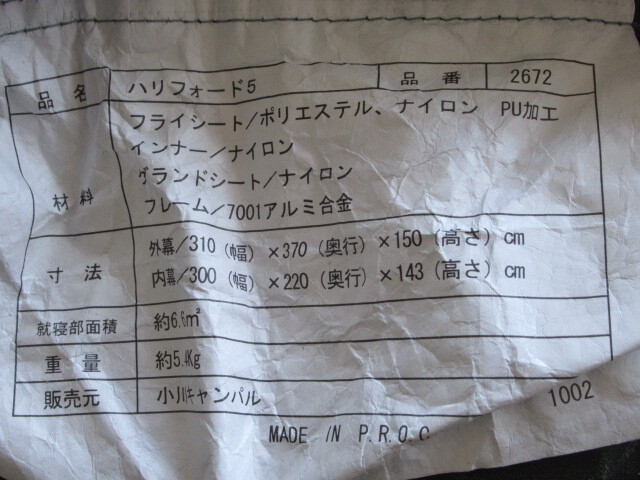 品名 ハリフォード5 品番 2672
材料 フライシート/ポリエステル、ナイロン PU加工
インナー/ナイロン
グランドシート/ナイロン
フレーム/7001アルミ合金
寸法 外幕/310（幅）×370（奥行）×150（高さ）cm
内幕/300（幅）×220（奥行）×143（高さ）cm
就寝部面積 約6.6㎡
重量 約5.4Kg
販売元 小川キャンパル
1002
MADE IN P.R.O.C